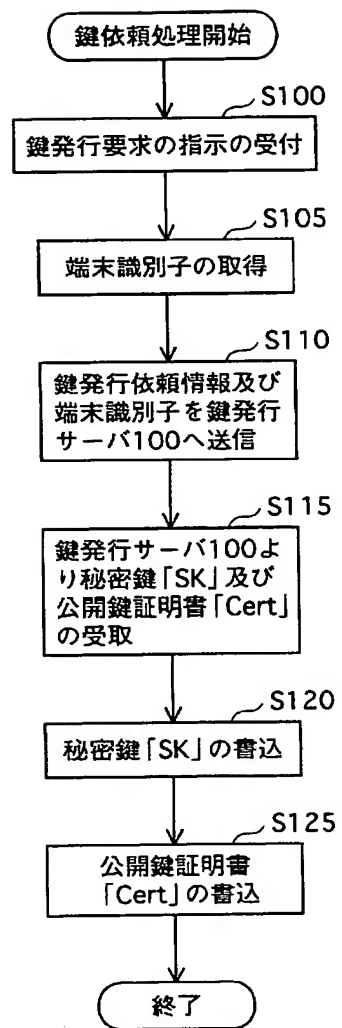 鍵依頼処理開始
S100
鍵発行要求の指示の受付
S105
端末識別子の取得
S110
鍵発行依頼情報及び
端末識別子を鍵発行
サーバ100へ送信
S115
鍵発行サーバ100よ
り秘密鍵「SK」及び
公開鍵証明書「Cert」
の受取
S120
秘密鍵「SK」の書込
S125
公開鍵証明書
「Cert」の書込
終了